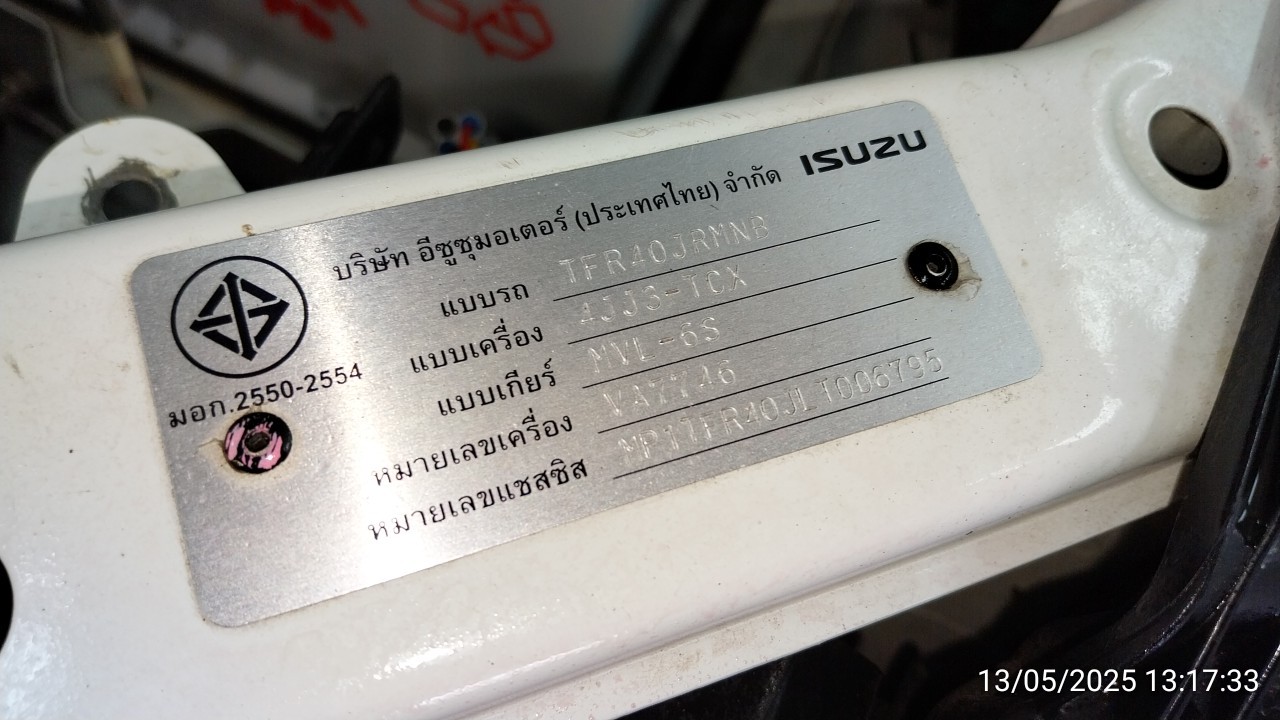 ISUZU
บริษัท อีซูซุมอเตอร์ (ประเทศไทย) จำกัด
แบบรถ TFR40JRMNB
แบบเครื่อง 4JJ3-TCX
แบบเกียร์ MVL-6S
หมายเลขเครื่อง VA7746
หมายเลขแชสซิส MP1TFR40JLT006795
มอก.2550-2554
13/05/2025 13:17:33